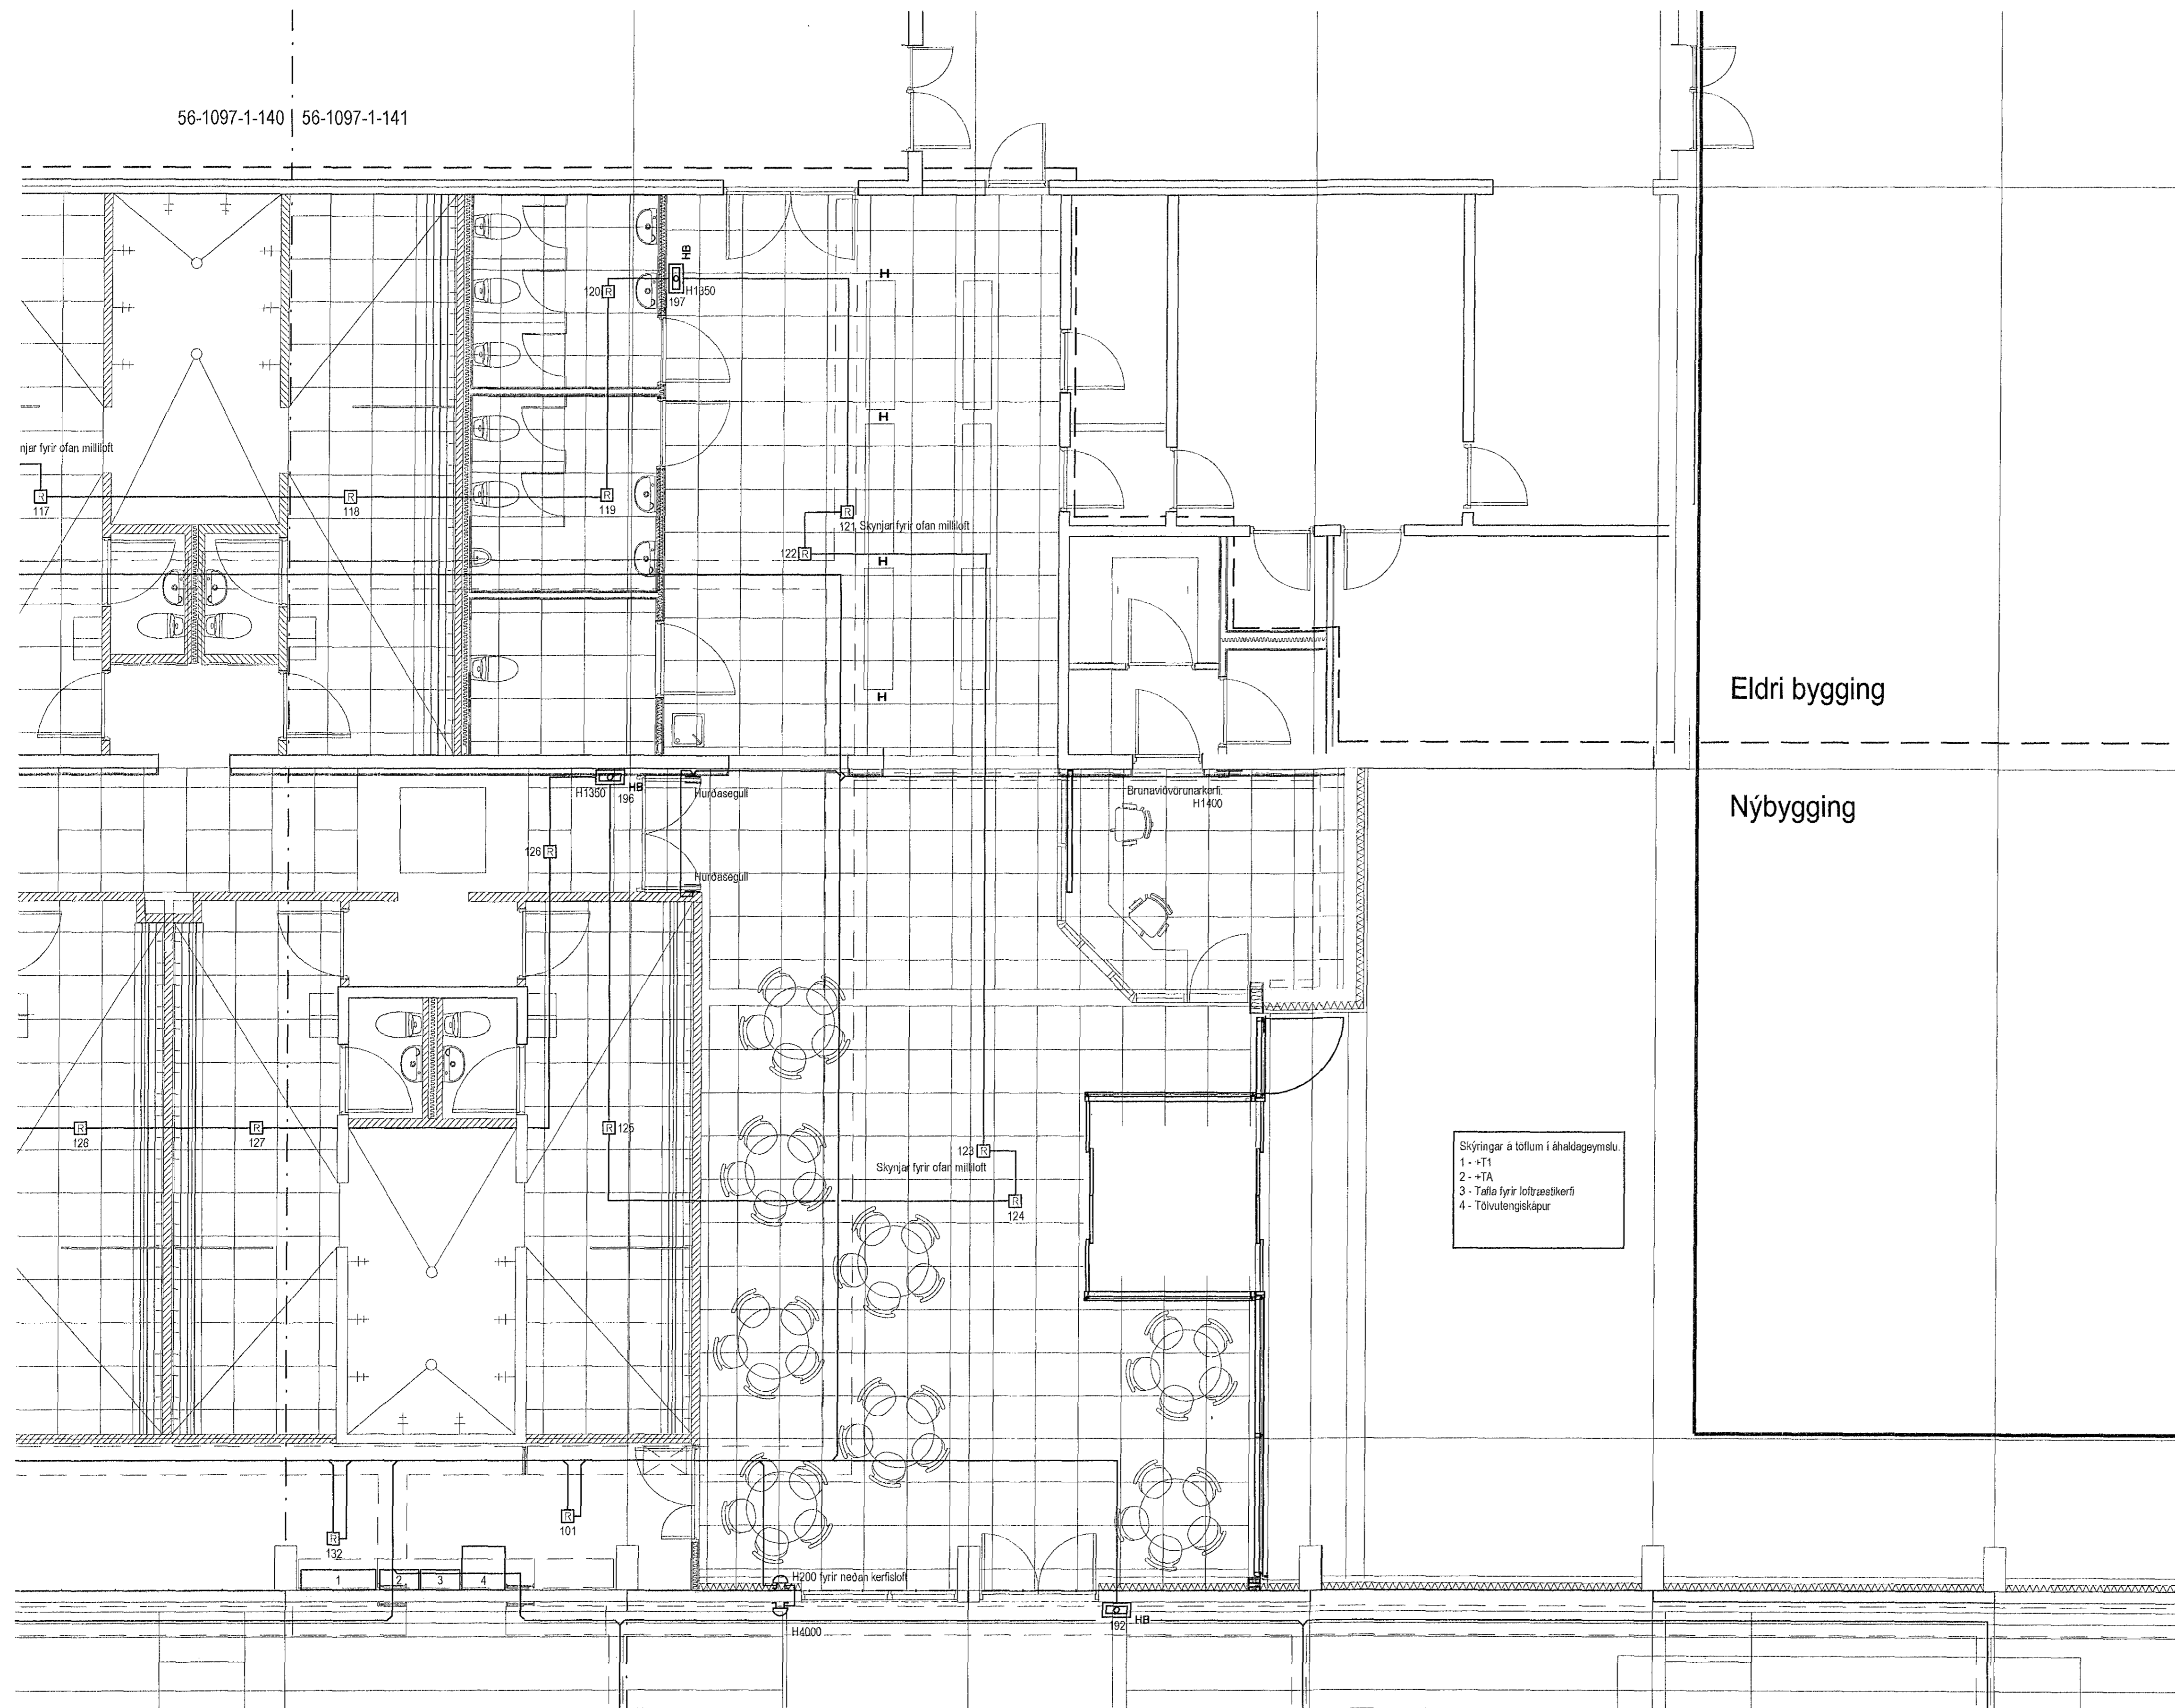 56-1097-1-140 56-1097-1-141
HB
120 R
H1350
197
H
H
njar fyrir ofan milliloft
R
117
R
118
R
119
R
121 Skynjar fyrir ofan milliloft
122 R
H
H
Eldri bygging
Nýbygging
H1350
196
HB
Hurðasegull
Brunaviðvörunarkerfi.
H1400
126 R
Hurðasegull
R
126
R
127
R 125
123 R
Skynjar fyrir ofan milliloft
R
124
Skýringar á töflum í áhaldageymslu.
1 - +T1
2 - +TA
3 - Tafla fyrir loftræstikerfi
4 - Tölvutengiskápur
R
101
R
132
1
2
3
4
H200 fyrir neðan kerfisloft
H4000
192
HB